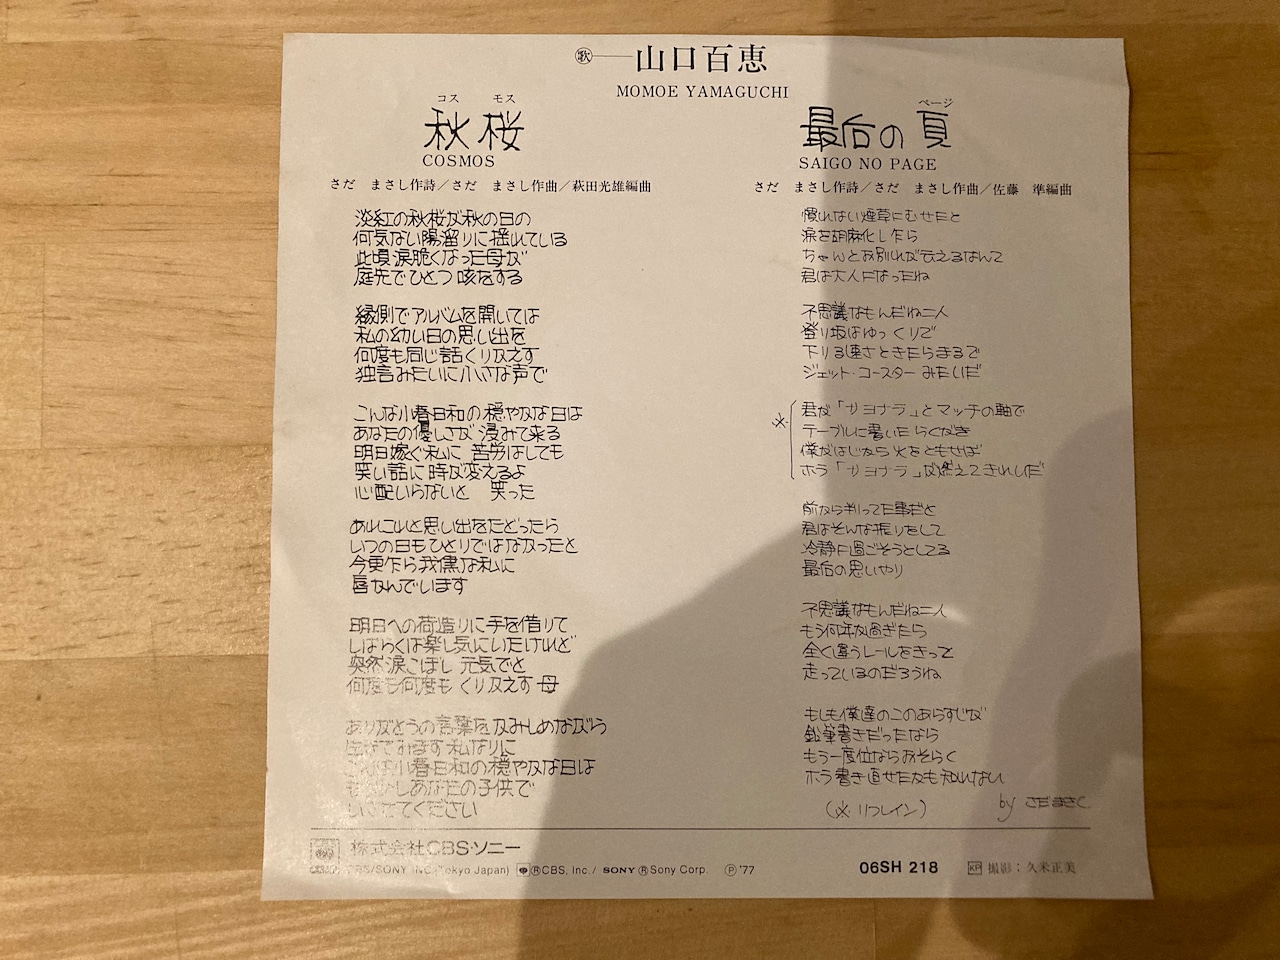 歌 山口百恵
MOMOE YAMAGUCHI
コス モス
秋桜
COSMOS
さだ まさし作詩／さだ まさし作曲／萩田光雄編曲
淡紅の秋桜が秋の日の
何気ない陽溜りに揺れている
此頃涙脆くなった母が
庭先でひとつ咳をする
縁側でアルバムを開いては
私の幼い日の思い出を
何度も同じ話くり返えす
独言みたいに小さな声で
こんな小春日和の穏やかな日は
あなたの優しさが浸みて来る
明日嫁ぐ私に 苦労はしても
笑い話に時が変えるよ
心配いらないと 笑った
あれこれと思い出をたどったら
いつの日もひとりではなかったと
今更乍ら我儘な私に
唇かんでいます
明日への荷造りに手を借りて
しばらくは楽し気にいたけれど
突然涙こぼし 元気でと
何度も何度も くり返えす 母
ありがとうの言葉をかみしめながら
生きてみます 私なりに
こんな小春日和の穏やかな日は
もう少しあなたの子供で
いさせてください
ページ
最后の頁
SAIGO NO PAGE
さだ まさし作詩／さだ まさし作曲／佐藤 準編曲
慣れない煙草にむせたと
涙を胡麻化し乍ら
ちゃんとお別れが云えるなんて
君は大人になったね
不思議なもんだね二人
登り坂はゆっくりで
下りる速さときたらまるで
ジェット・コースターみたいだ
※ 君が「サヨナラ」とマッチの軸で
テーブルに書いたらくがき
僕がはじから火をともせば
ホラ「サヨナラ」が燃えてきれいだ
前から判ってた事だと
君はそんな振りをして
冷静に過ごそうとしてる
最后の思いやり
不思議なもんだね二人
もう何年か過ぎたら
全く違うレールをきって
走っているのだろうね
もしも僕達のこのあらすじが
鉛筆書きだったなら
もう一度位ならおそらく
ホラ書き直せたかも知れない
(※ リフレイン) by さだまさし
株式会社CBS・ソニー
CBS/SONY INC.(Tokyo Japan) ⓇCBS, Inc./ SONY ⓇSony Corp. Ⓟ'77
06SH 218
KP 撮影：久米正美